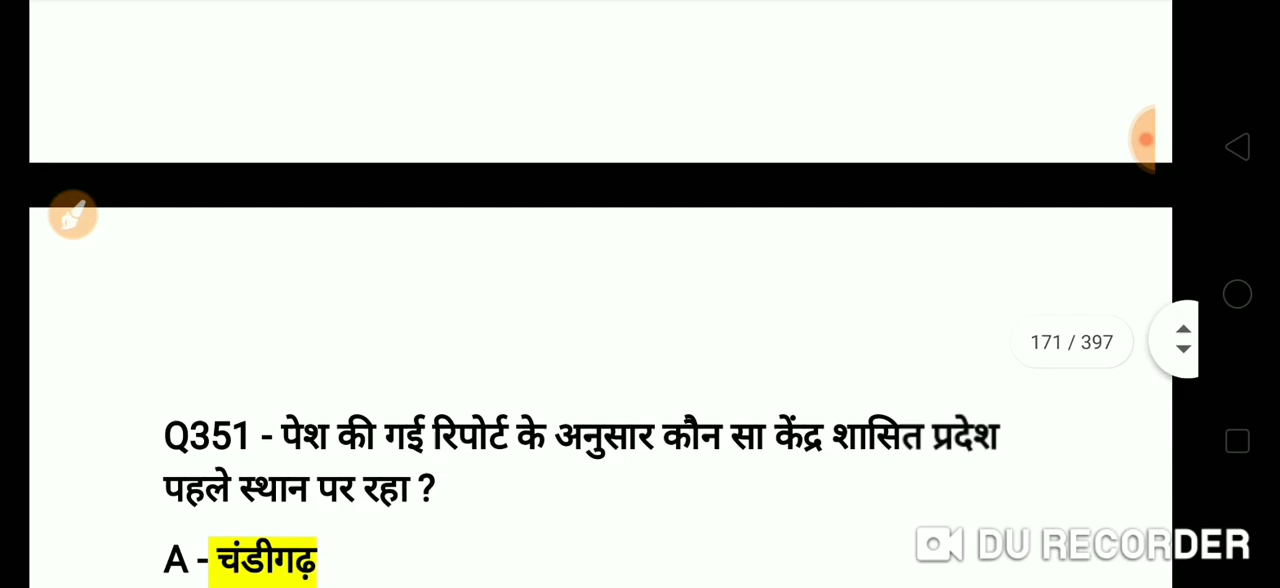 171 / 397
Q351 - पेश की गई रिपोर्ट के अनुसार कौन सा केंद्र शासित प्रदेश
पहले स्थान पर रहा ?
A - चंडीगढ़
DU RECORDER